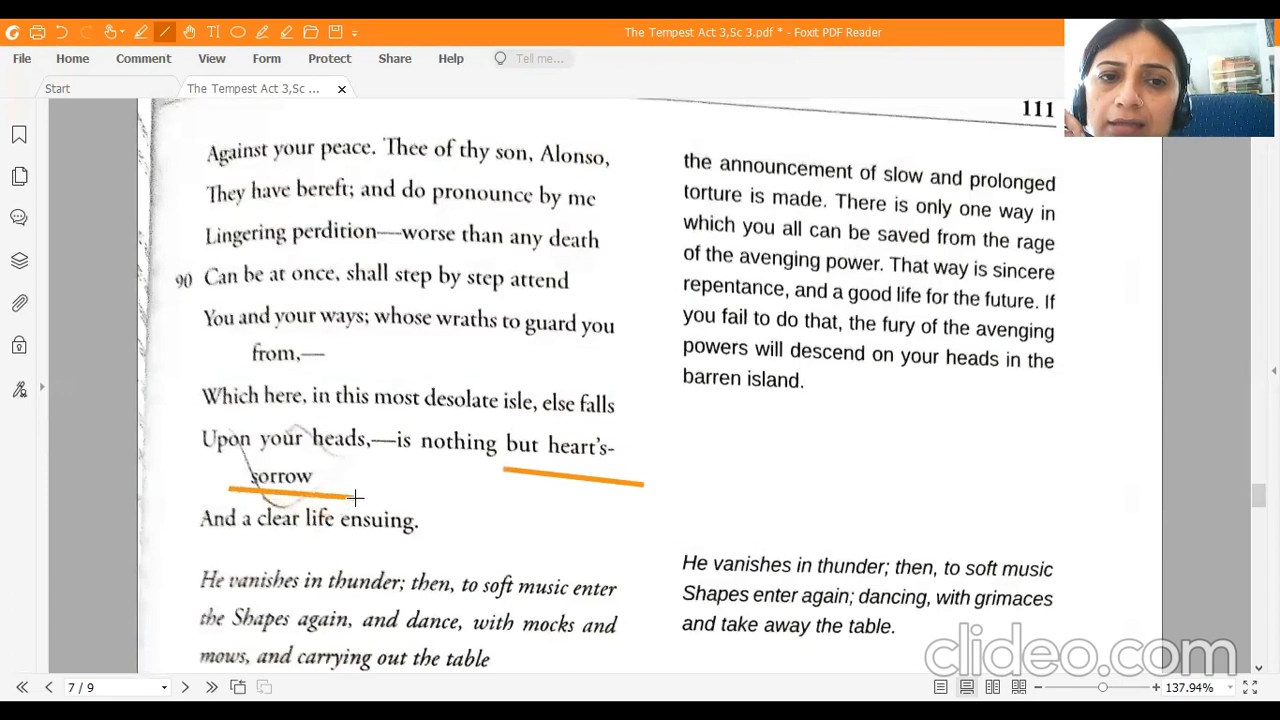 The Tempest Act 3,Sc 3.pdf * - Foxit PDF Reader
File Home Comment View Form Protect Share Help Tell me...
Start The Tempest Act 3,Sc ...
111
Against your peace. Thee of thy son, Alonso,
They have bereft; and do pronounce by me
Lingering perdition—worse than any death
90 Can be at once, shall step by step attend
You and your ways; whose wraths to guard you
from,—
Which here, in this most desolate isle, else falls
Upon your heads,—is nothing but heart's-
sorrow
And a clear life ensuing.
He vanishes in thunder; then, to soft music enter
the Shapes again, and dance, with mocks and
mows, and carrying out the table
the announcement of slow and prolonged
torture is made. There is only one way in
which you all can be saved from the rage
of the avenging power. That way is sincere
repentance, and a good life for the future. If
you fail to do that, the fury of the avenging
powers will descend on your heads in the
barren island.
He vanishes in thunder; then, to soft music
Shapes enter again; dancing, with grimaces
and take away the table.
clideo.com
7 / 9
137.94%